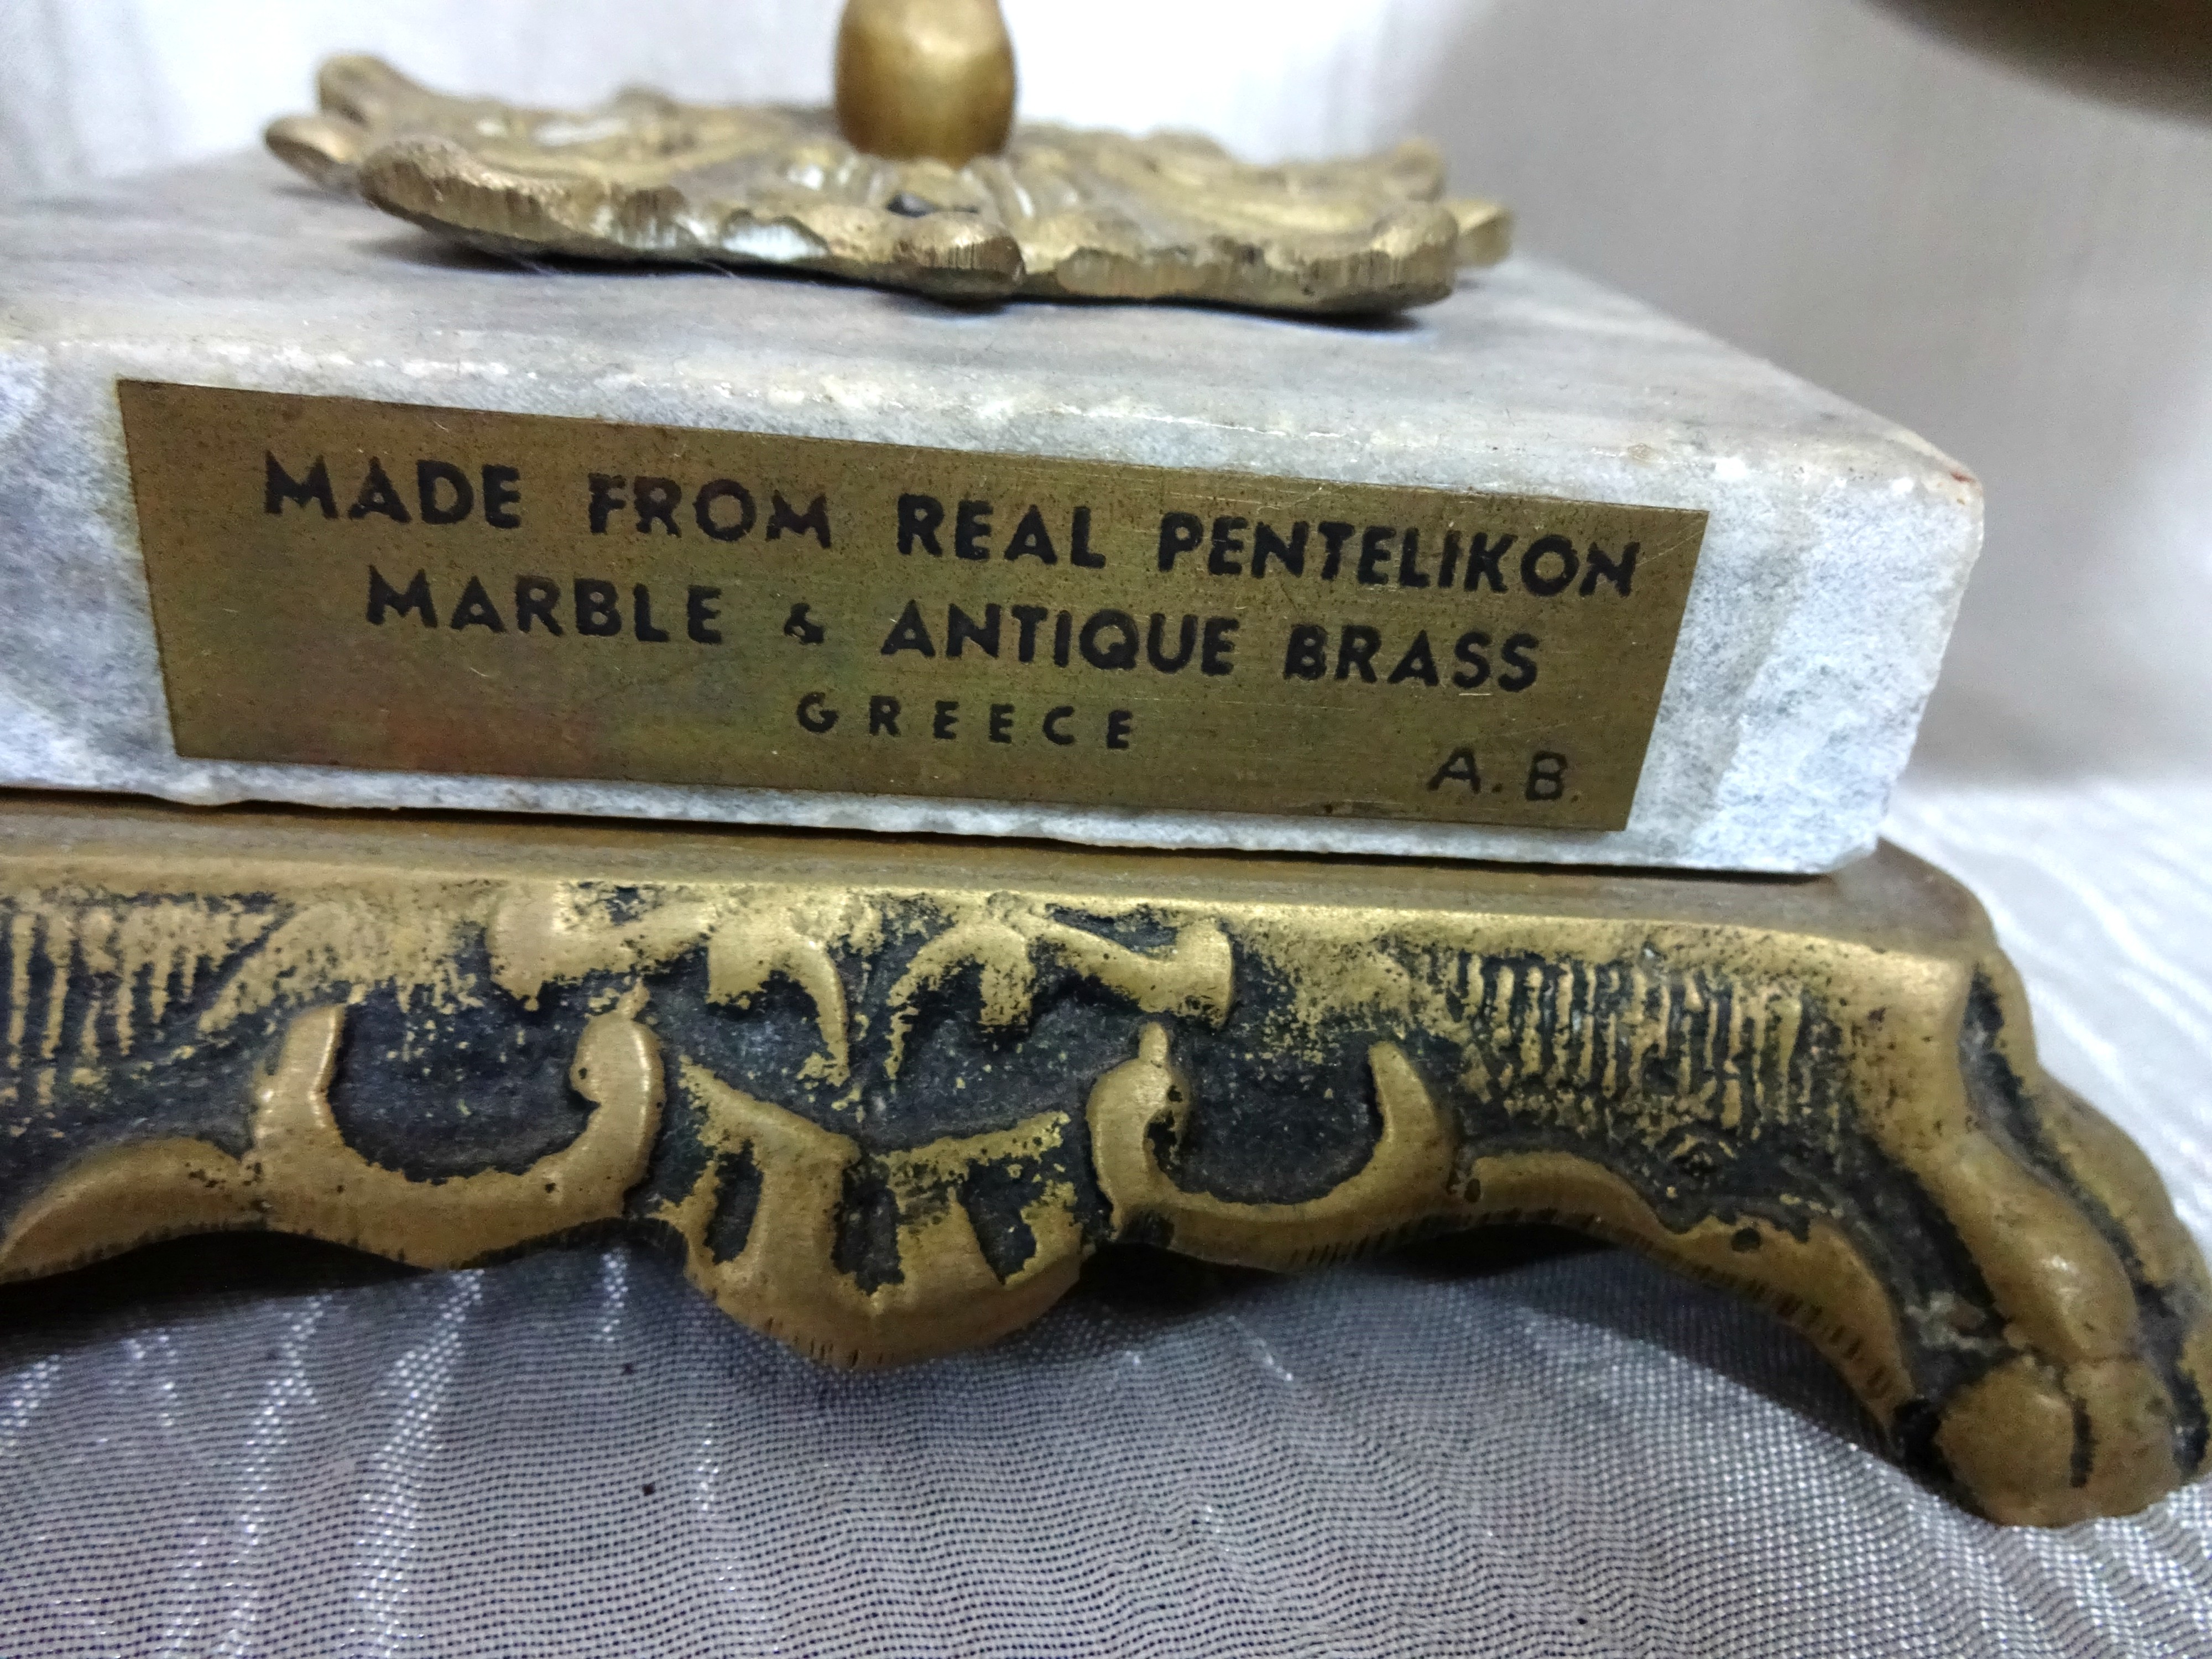 MADE FROM REAL PENTELIKON
MARBLE & ANTIQUE BRASS
GREECE
A.B.